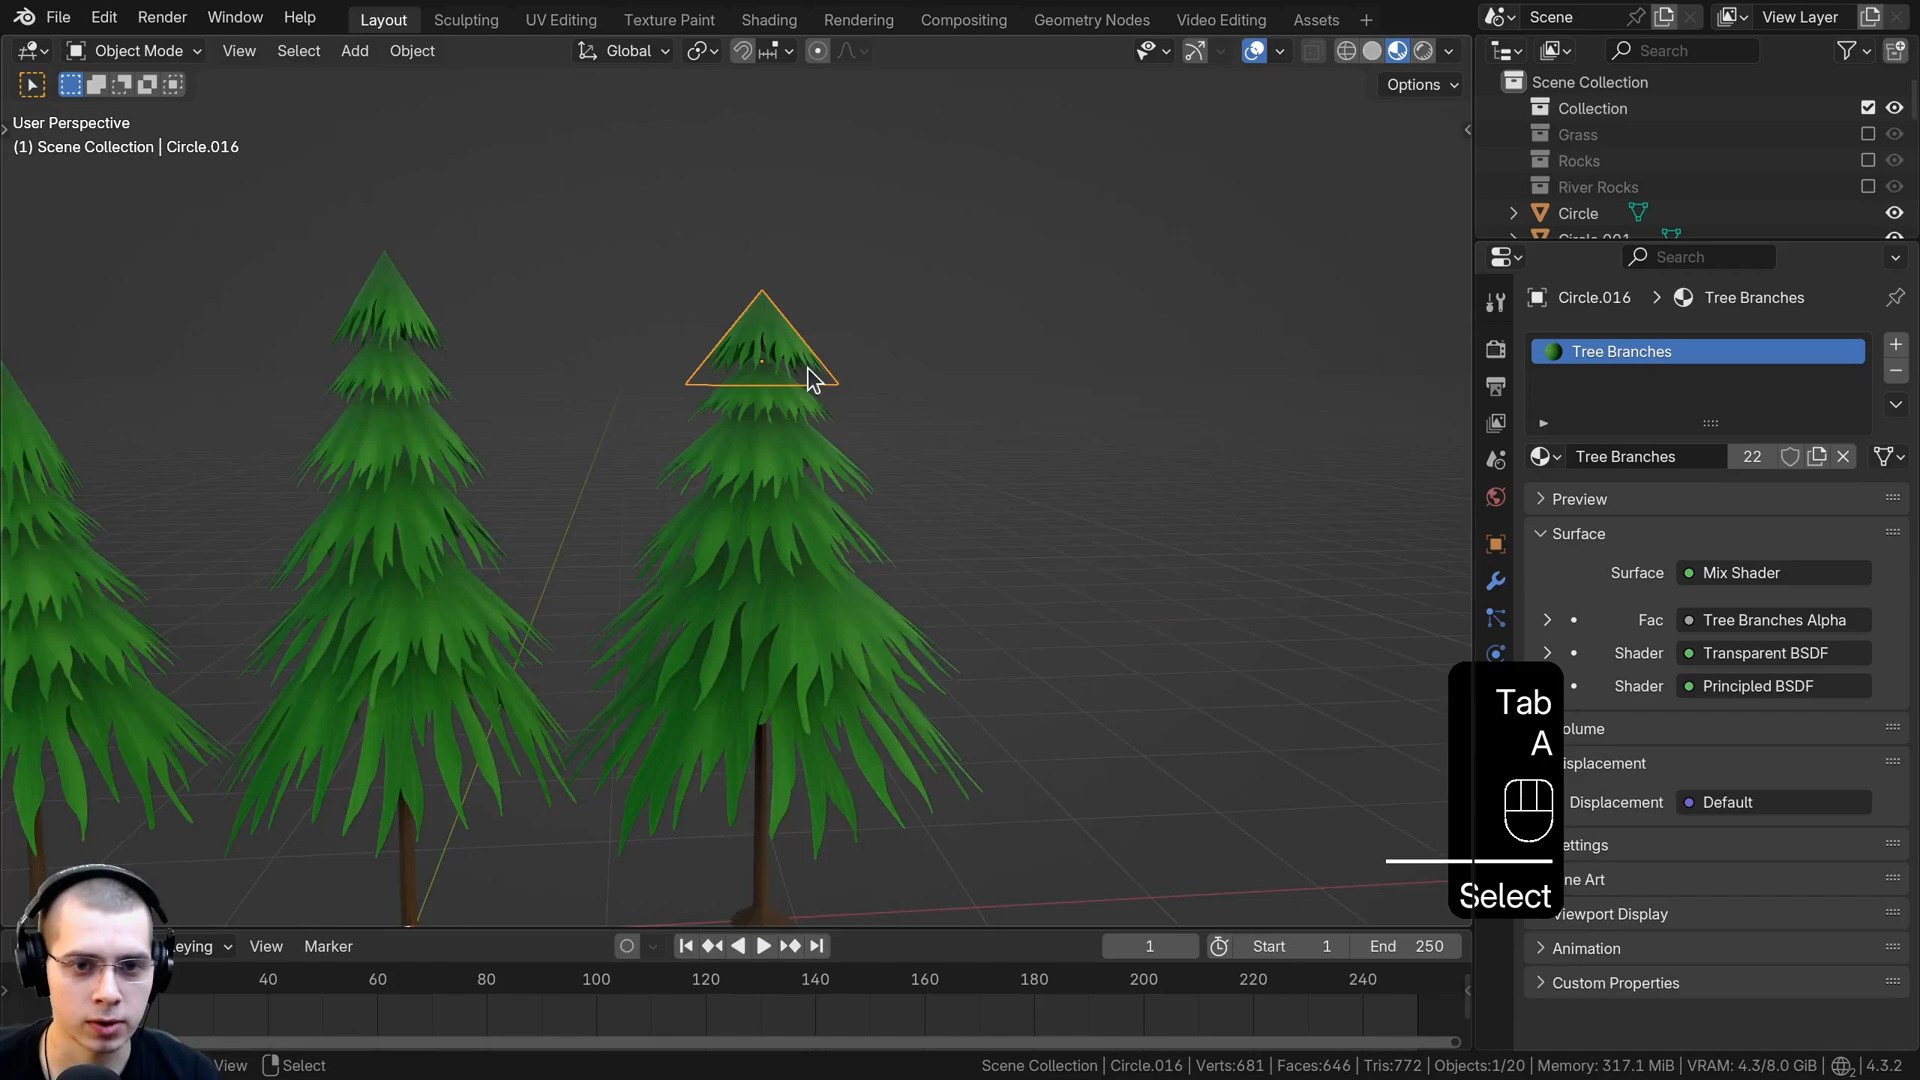 File Edit Render Window Help Layout Sculpting UV Editing Texture Paint Shading Animation Rendering Compositing Geometry Nodes Video Editing Assets Scene View Layer
Object Mode View Select Add Object Global Search
Options
User Perspective
(1) Scene Collection | Circle.016
Scene Collection
Collection
Grass
Rocks
River Rocks
Circle
Search
Circle.016 > Tree Branches
Tree Branches
Tree Branches 22
Preview
Surface
Surface Mix Shader
Fac Tree Branches Alpha
Shader Transparent BSDF
Shader Principled BSDF
olume
isplacement
Displacement Default
ettings
ine Art
iewport Display
Animation
Custom Properties
Tab
A
Select
eying View Marker 1 Start 1 End 250
40 60 80 100 120 140 160 180 200 220 240
View Select Scene Collection | Circle.016 | Verts:681 | Faces:646 | Tris:772 | Objects:1/20 | Memory: 317.1 MiB | VRAM: 4.3/8.0 GiB | 4.3.2